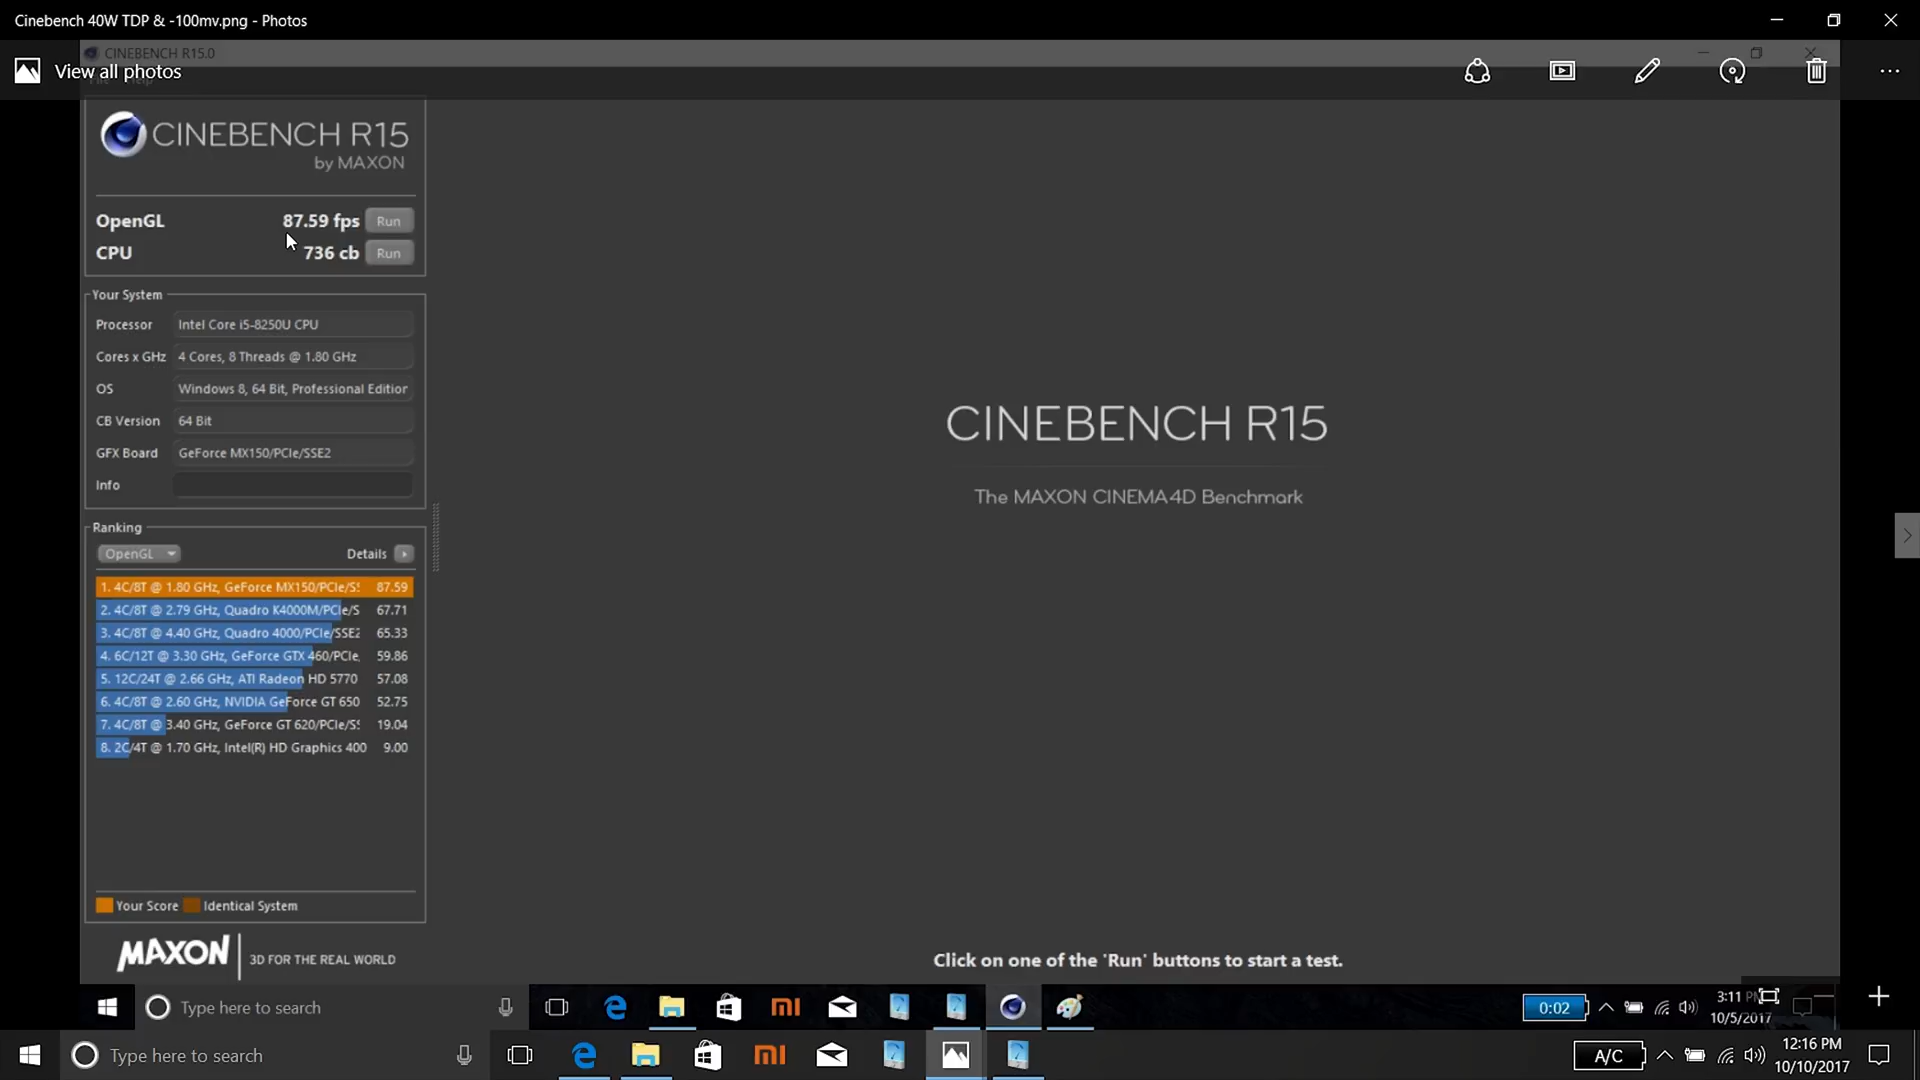 Cinebench 40W TDP & -100mv.png - Photos
CINEBENCH R15.0
View all photos
CINEBENCH R15
by MAXON
OpenGL 87.59 fps Run
CPU 736 cb Run
Your System
Processor Intel Core i5-8250U CPU
Cores x GHz 4 Cores, 8 Threads @ 1.80 GHz
OS Windows 8, 64 Bit, Professional Edition
CB Version 64 Bit
GFX Board GeForce MX150/PCIe/SSE2
Info
Ranking
OpenGL Details
1. 4C/8T @ 1.80 GHz, GeForce MX150/PCIe/S 87.59
2. 4C/8T @ 2.79 GHz, Quadro K4000M/PCIe/S 67.71
3. 4C/8T @ 4.40 GHz, Quadro 4000/PCIe/SSE2 65.33
4. 6C/12T @ 3.30 GHz, GeForce GTX 460/PCIe, 59.86
5. 12C/24T @ 2.66 GHz, ATI Radeon HD 5770 57.08
6. 4C/8T @ 2.60 GHz, NVIDIA GeForce GT 650 52.75
7. 4C/8T @ 3.40 GHz, GeForce GT 620/PCIe/S 19.04
8. 2C/4T @ 1.70 GHz, Intel(R) HD Graphics 400 9.00
Your Score Identical System
MAXON 3D FOR THE REAL WORLD
CINEBENCH R15
The MAXON CINEMA4D Benchmark
Click on one of the 'Run' buttons to start a test.
Type here to search
mi
0:02
3:11
10/5/2017
Type here to search
mi
A/C
12:16 PM
10/10/2017